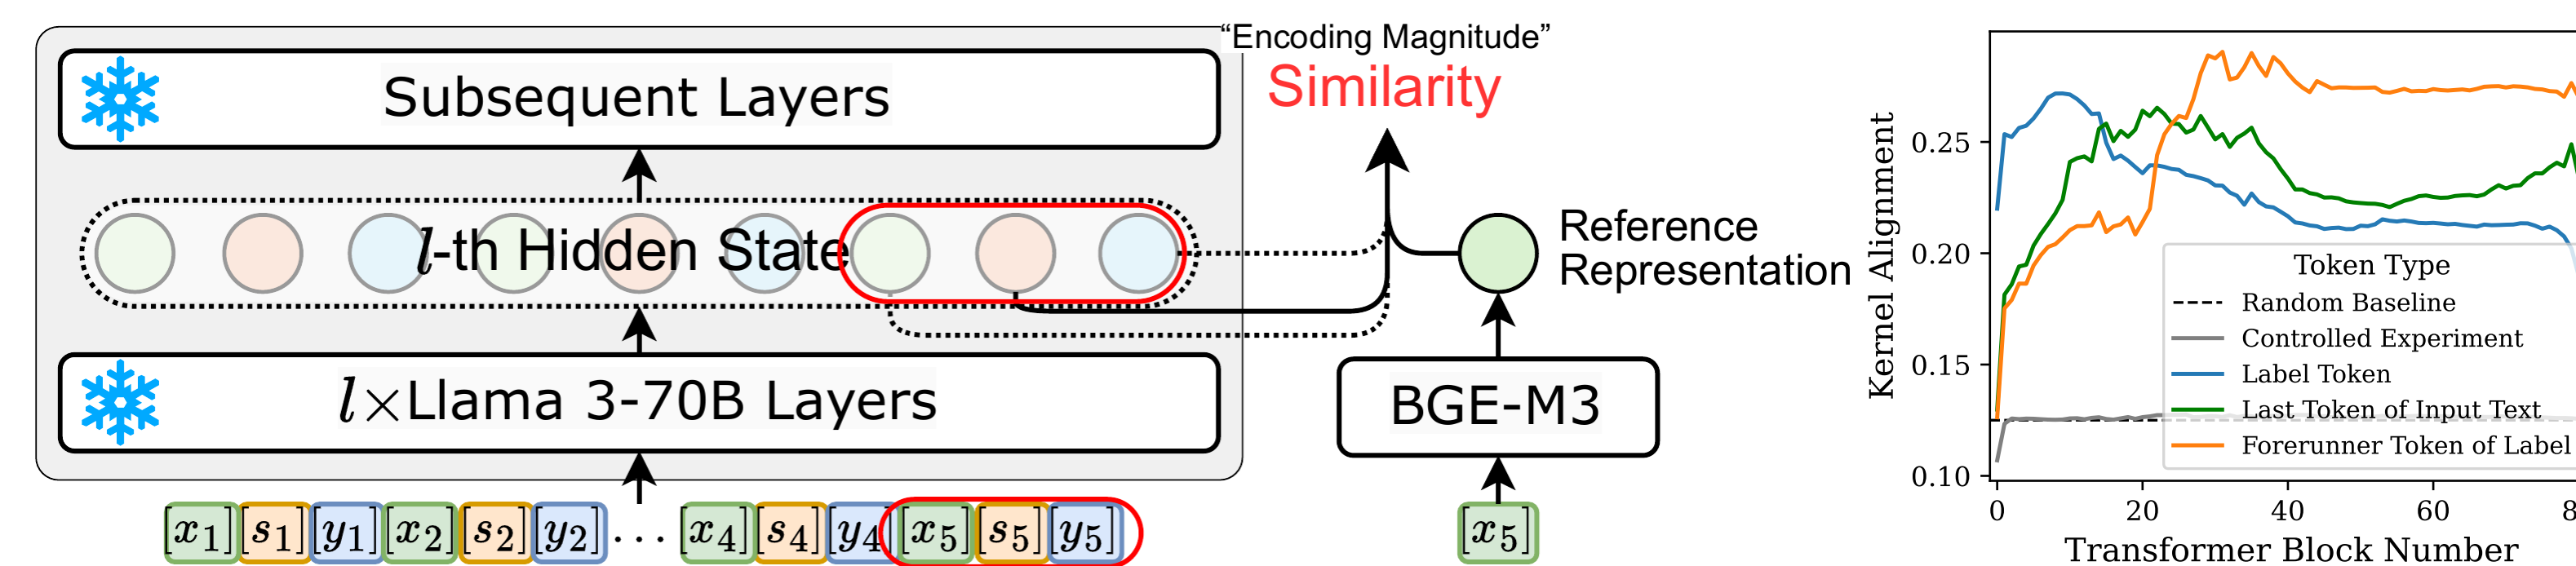 “Encoding Magnitude”
Similarity
Subsequent Layers
l-th Hidden State
Reference
Representation
l×Llama 3-70B Layers
BGE-M3
[x1][s1][y1][x2][s2][y2]...[x4][s4][y4][x5][s5][y5]
[x5]
Kernel Alignment
0.25
0.20
0.15
0.10
Token Type
Random Baseline
Controlled Experiment
Label Token
Last Token of Input Text
Forerunner Token of Label
0 20 40 60 8
Transformer Block Number